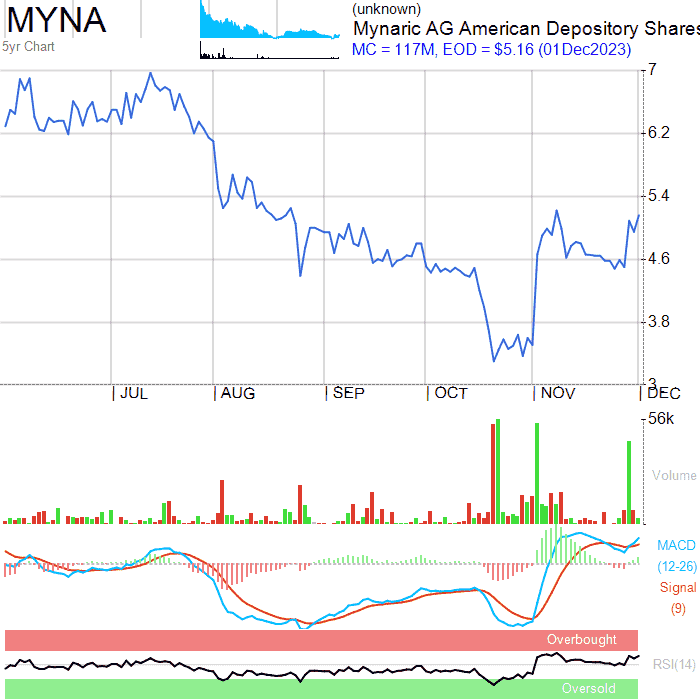 MYNA
5yr Chart
(unknown)
Mynaric AG American Depository Shares
MC = 117M, EOD = $5.16 (01Dec2023)
7
6.2
5.4
4.6
3.8
3
JUL AUG SEP OCT NOV DEC
56k
Volume
MACD
(12-26)
Signal
(9)
Overbought
RSI(14)
Oversold